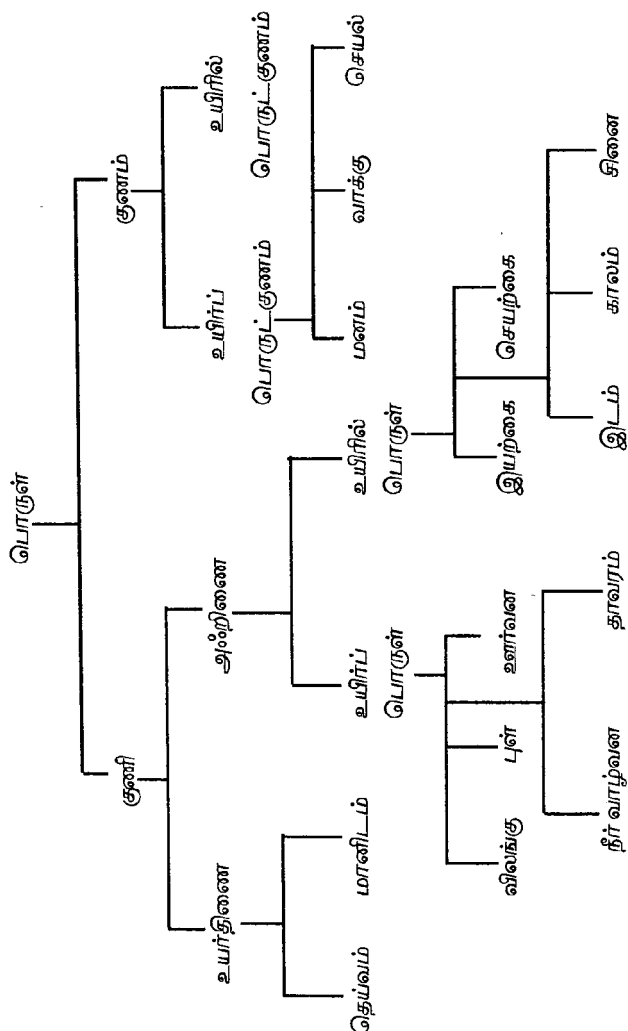 பொருள்
குணி
குணம்
உயர்திணை
அஃறிணை
உயிர்ப்
உயிரில்
தெய்வம்
மானிடம்
உயிர்ப்
உயிரில்
பொருட்குணம்
பொருட்குணம்
பொருள்
பொருள்
மனம்
வாக்கு
செயல்
விலங்கு
புள்
ஊர்வன
இயற்கை
செயற்கை
நீர் வாழ்வன
தாவரம்
இடம்
காலம்
சினை